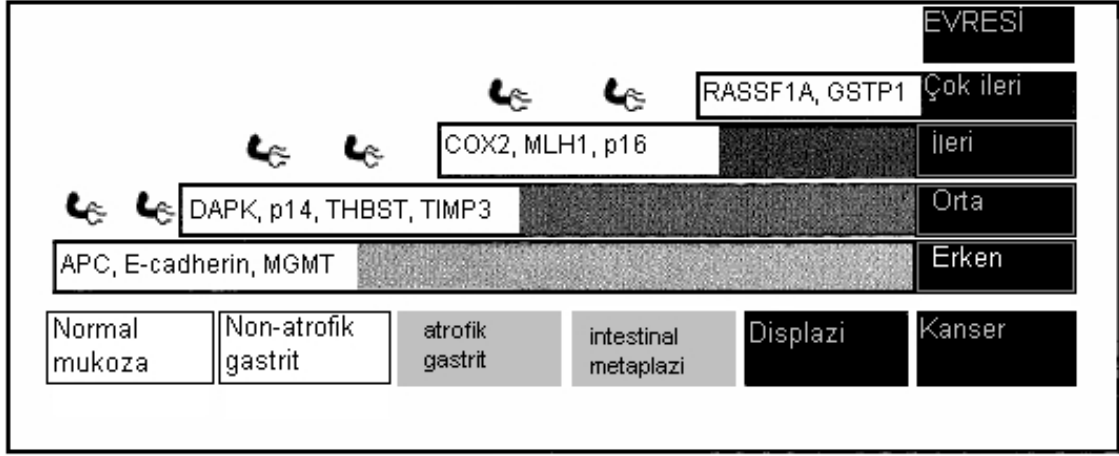 EVRESİ
RASSF1A, GSTP1
Çok ileri
COX2, MLH1, p16
İleri
DAPK, p14, THBST, TIMP3
Orta
APC, E-cadherin, MGMT
Erken
Normal
mukoza
Non-atrofik
gastrit
atrofik
gastrit
intestinal
metaplazi
Displazi
Kanser